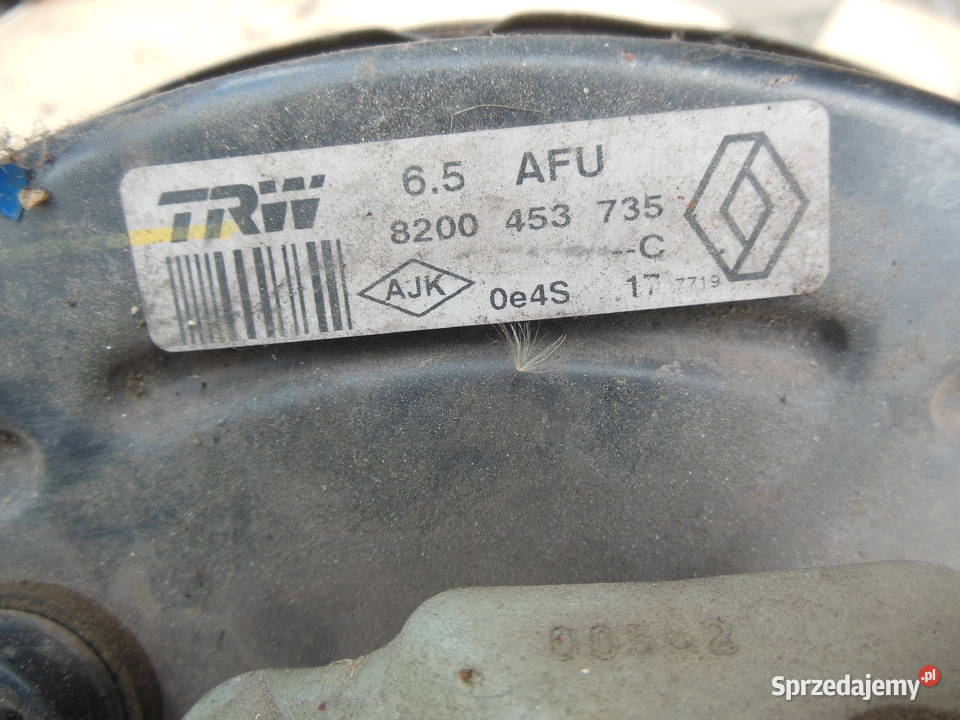 TRW 6.5 AFU
8200 453 735
--C
AJK 0e4S 17 7719
Sprzedajemy.pl